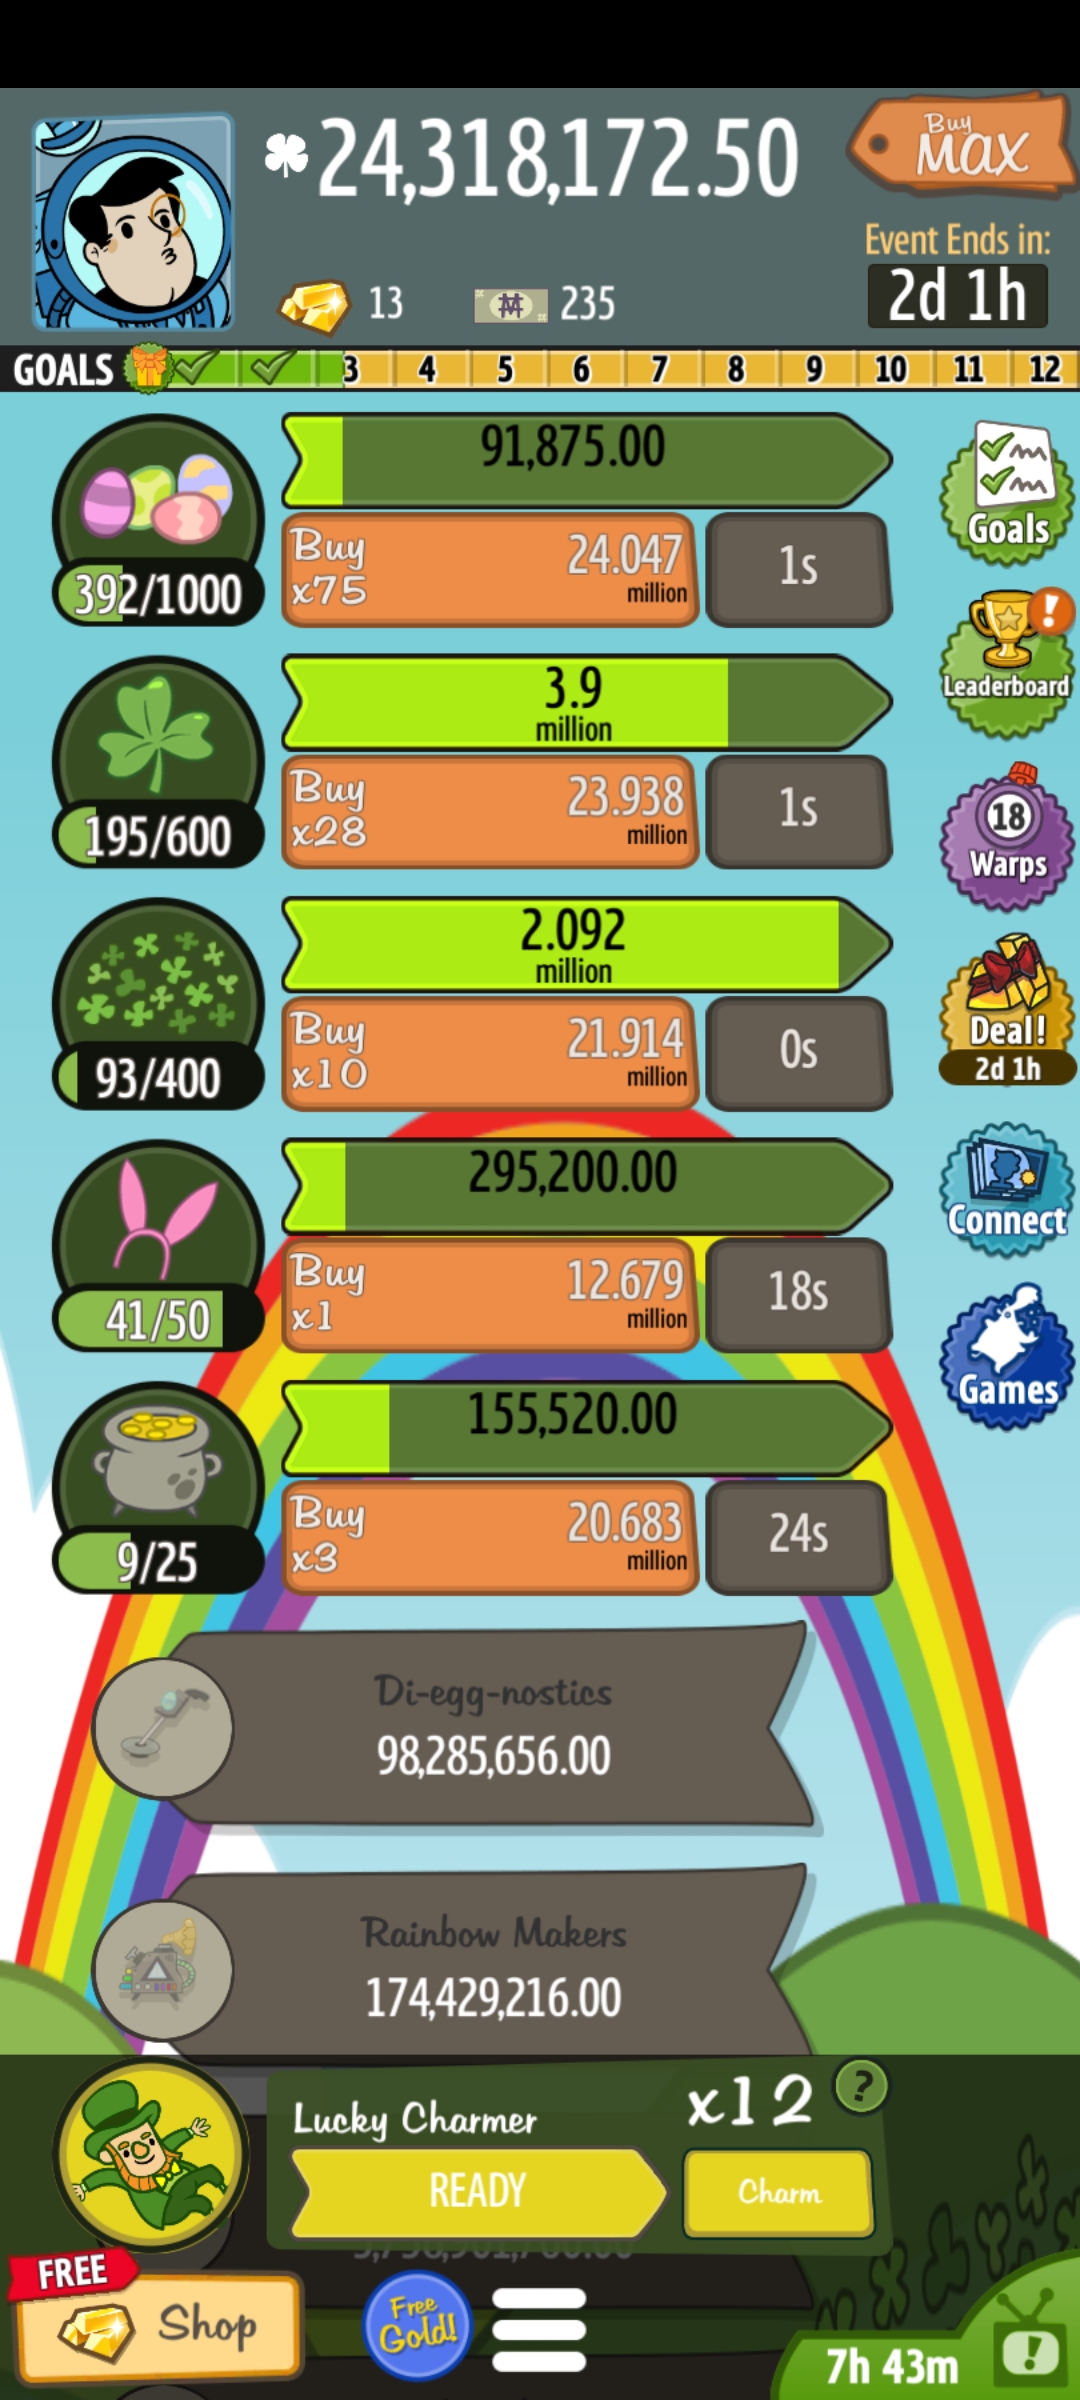 24,318,172.50
Buy
MAX
Event Ends in:
2d 1h
13
235
GOALS
3 4 5 6 7 8 9 10 11 12
91,875.00
Buy
x75
24.047
million
1s
392/1000
Goals
3.9
million
Leaderboard
Buy
x28
23.938
million
1s
195/600
18
Warps
2.092
million
Buy
x10
21.914
million
0s
93/400
Deal!
2d 1h
295,200.00
Buy
x1
12.679
million
18s
41/50
Connect
155,520.00
Games
Buy
x3
20.683
million
24s
9/25
Di-egg-nostics
98,285,656.00
Rainbow Makers
174,429,216.00
Lucky Charmer
x12
?
READY
Charm
FREE
Shop
Free
Gold!
7h 43m